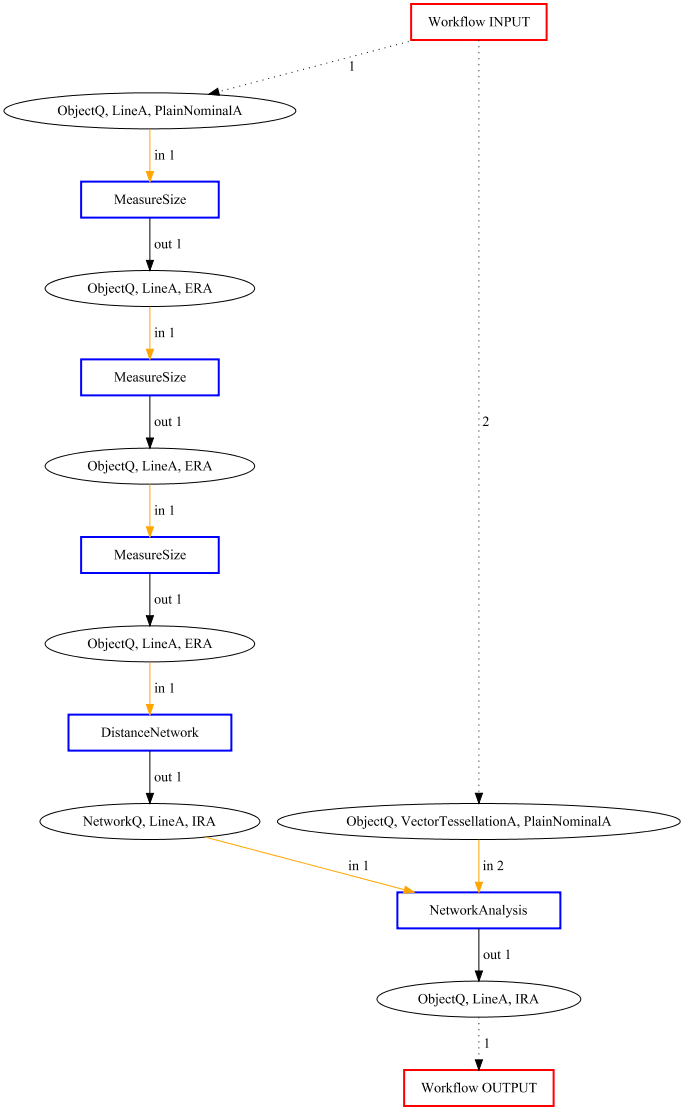 Workflow INPUT
1
ObjectQ, LineA, PlainNominalA
in 1
MeasureSize
out 1
ObjectQ, LineA, ERA
in 1
MeasureSize
out 1
2
ObjectQ, LineA, ERA
in 1
MeasureSize
out 1
ObjectQ, LineA, ERA
in 1
DistanceNetwork
out 1
NetworkQ, LineA, IRA
ObjectQ, VectorTessellationA, PlainNominalA
in 1
in 2
NetworkAnalysis
out 1
ObjectQ, LineA, IRA
1
Workflow OUTPUT